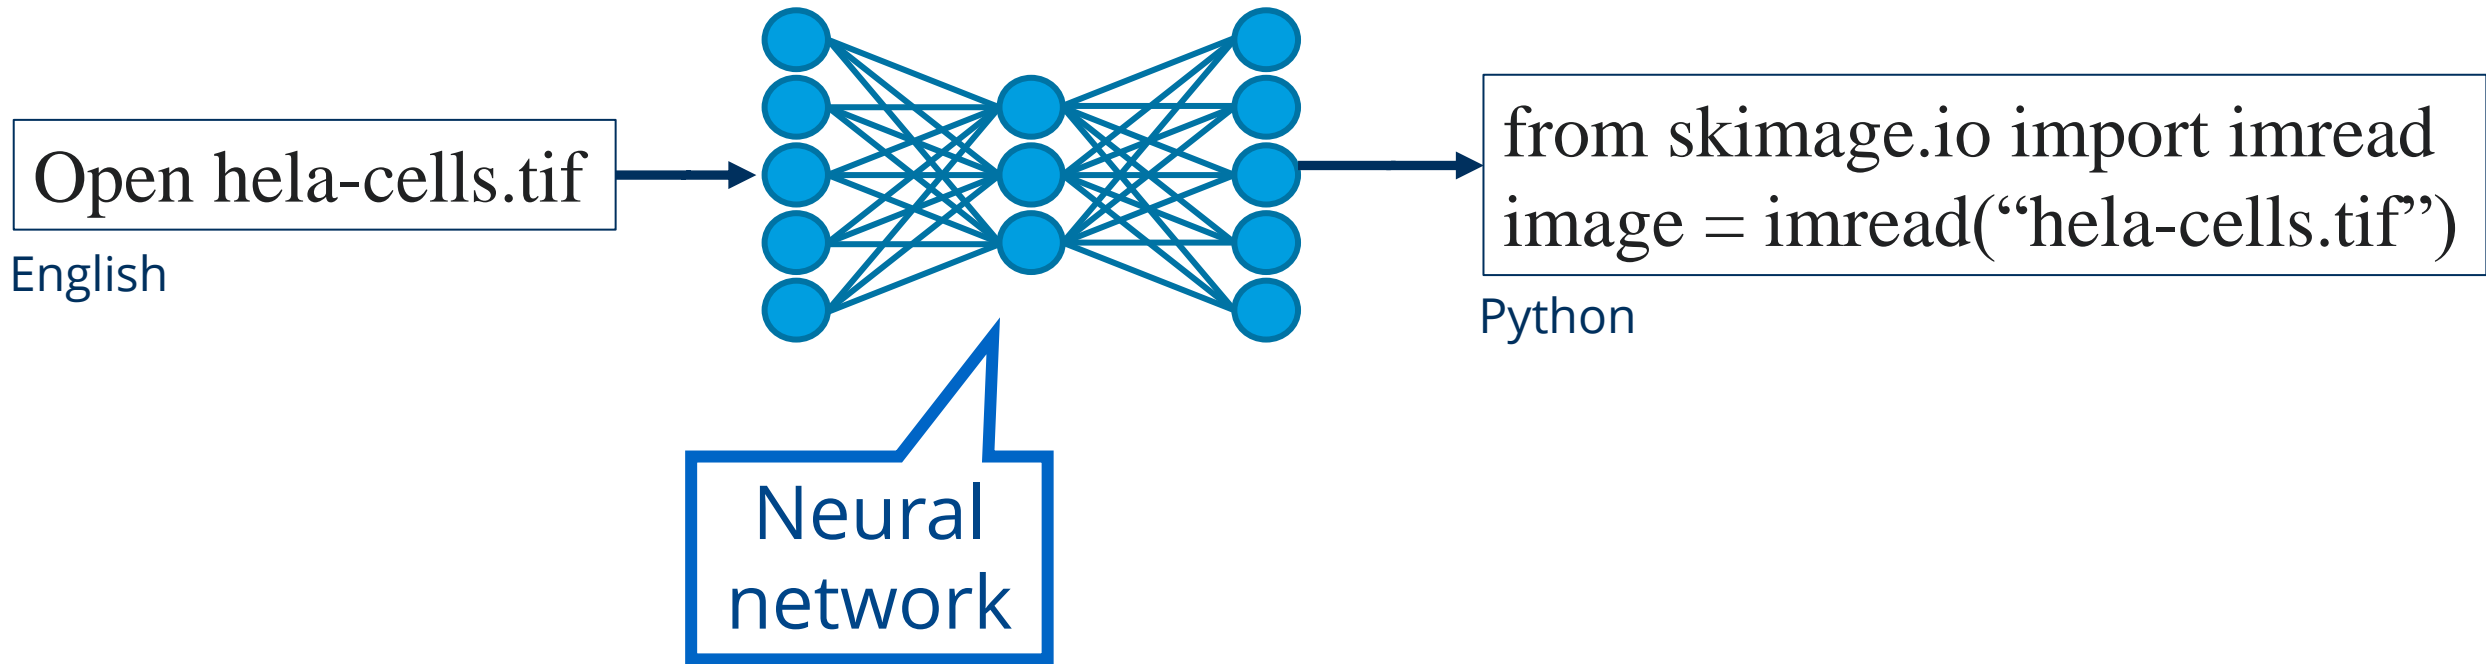 Open hela-cells.tif
English
from skimage.io import imread
image = imread(“hela-cells.tif”)
Python
Neural
network